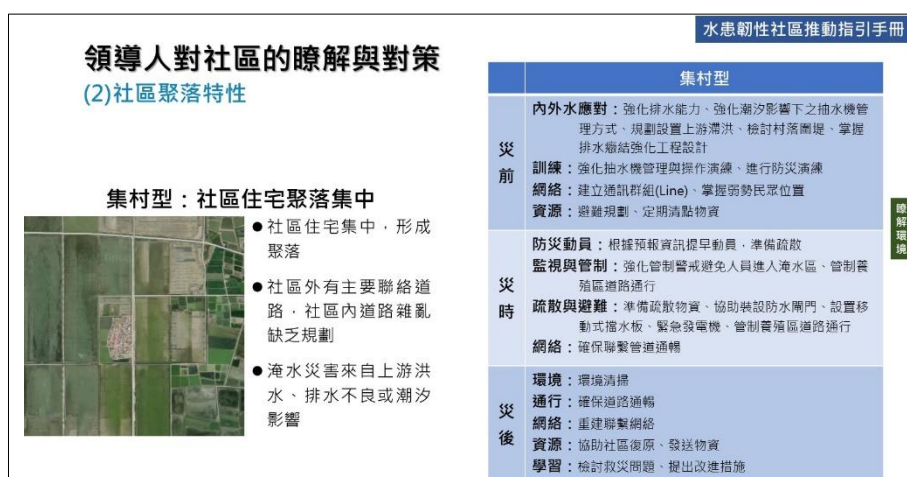 水患韌性社區推動指引手冊
領導人對社區的瞭解與對策
(2)社區聚落特性
集村型：社區住宅聚落集中
●社區住宅集中，形成
聚落
●社區外有主要聯絡道
路，社區內道路雜亂
缺乏規劃
●淹水災害來自上游洪
水、排水不良或潮汐
影響
集村型
災前
內外水應對：強化排水能力、強化潮汐影響下之抽水機管
理方式、規劃設置上游滯洪、檢討村落圍堤、掌握
排水癥結強化工程設計
訓練：強化抽水機管理與操作演練、進行防災演練
網絡：建立通訊群組(Line)、掌握弱勢民眾位置
資源：避難規劃、定期清點物資
災時
防災動員：根據預報資訊提早動員，準備疏散
監視與管制：強化管制警戒避免人員進入淹水區、管制養
殖區道路通行
疏散與避難：準備疏散物資、協助裝設防水閘門、設置移
動式擋水板、緊急發電機、管制養殖區道路通行
網絡：確保聯繫管道通暢
災後
環境：環境清掃
通行：確保道路通暢
網絡：重建聯繫網絡
資源：協助社區復原、發送物資
學習：檢討救災問題、提出改進措施
瞭解環境